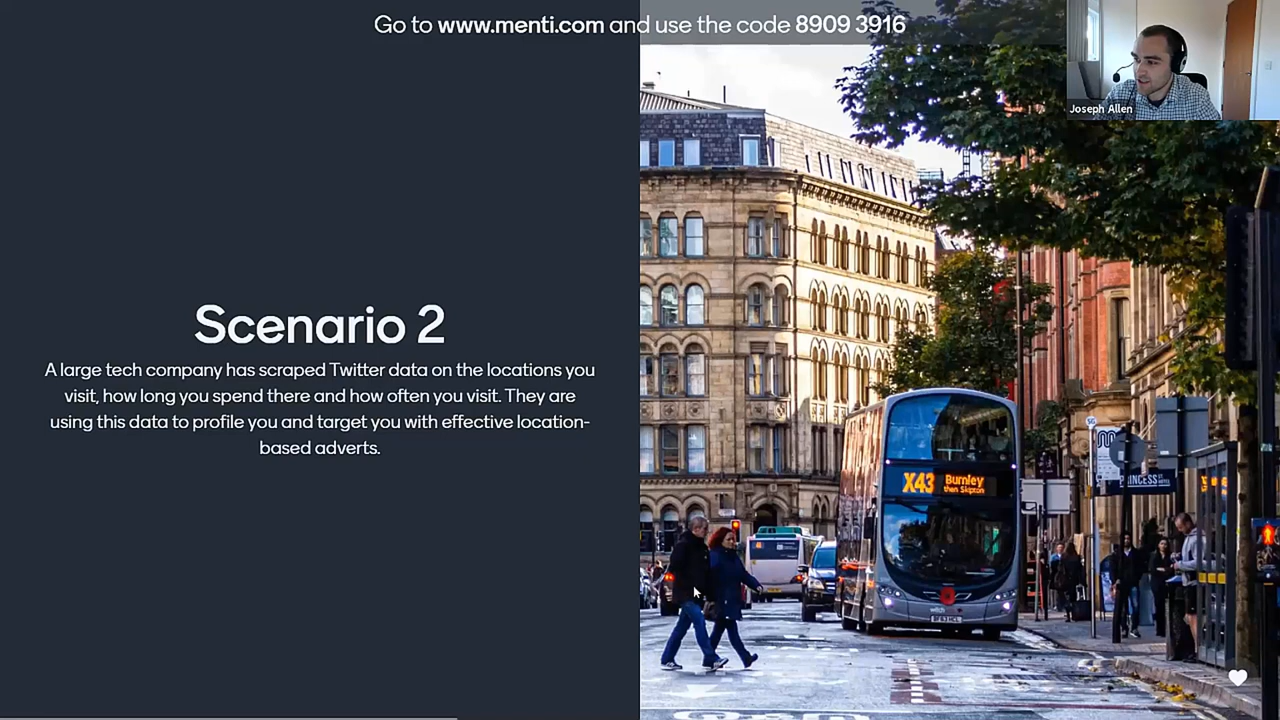 Go to www.menti.com and use the code 8909 3916
Joseph Allen
Scenario 2
A large tech company has scraped Twitter data on the locations you
visit, how long you spend there and how often you visit. They are
using this data to profile you and target you with effective location-
based adverts.
X43 Burnley
then Skipton
PRINCESS
witch